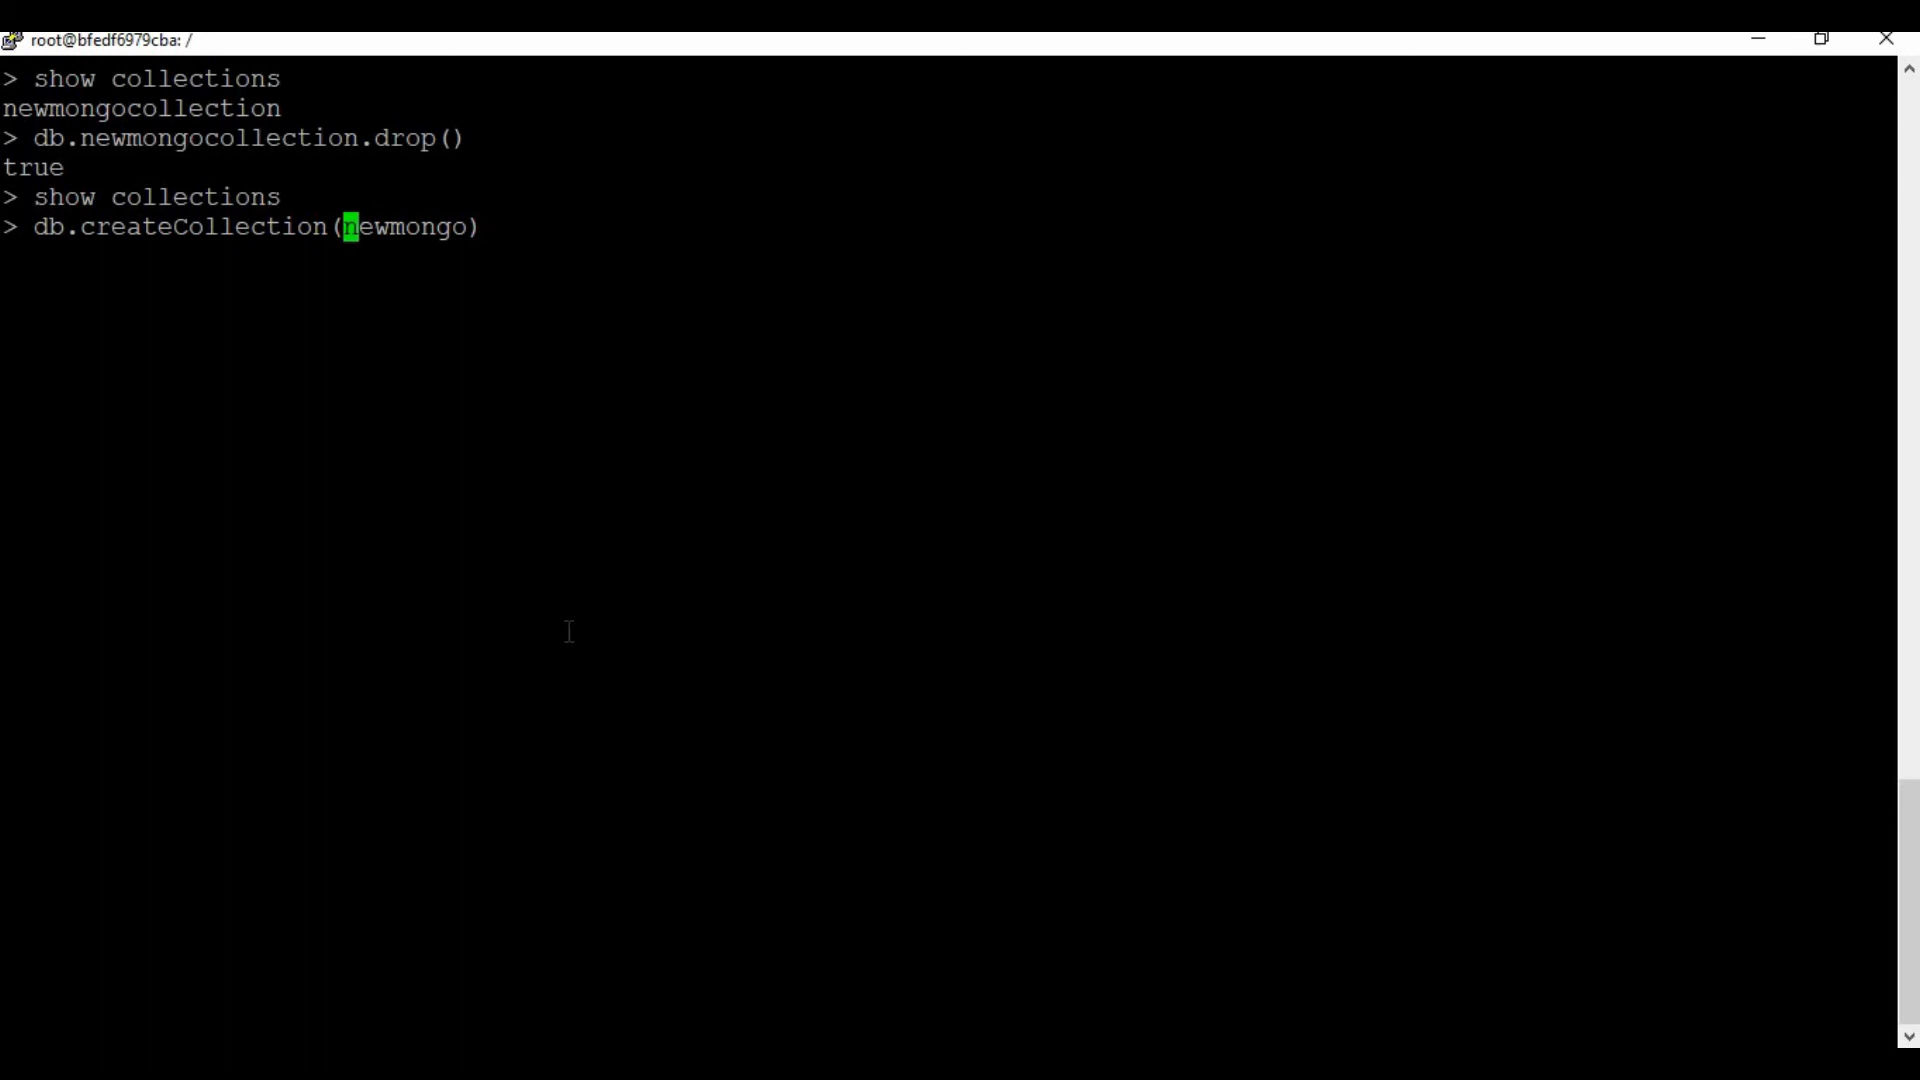 root@bfedf6979cba: /
> show collections
newmongocollection
> db.newmongocollection.drop()
true
> show collections
> db.createCollection(newmongo)